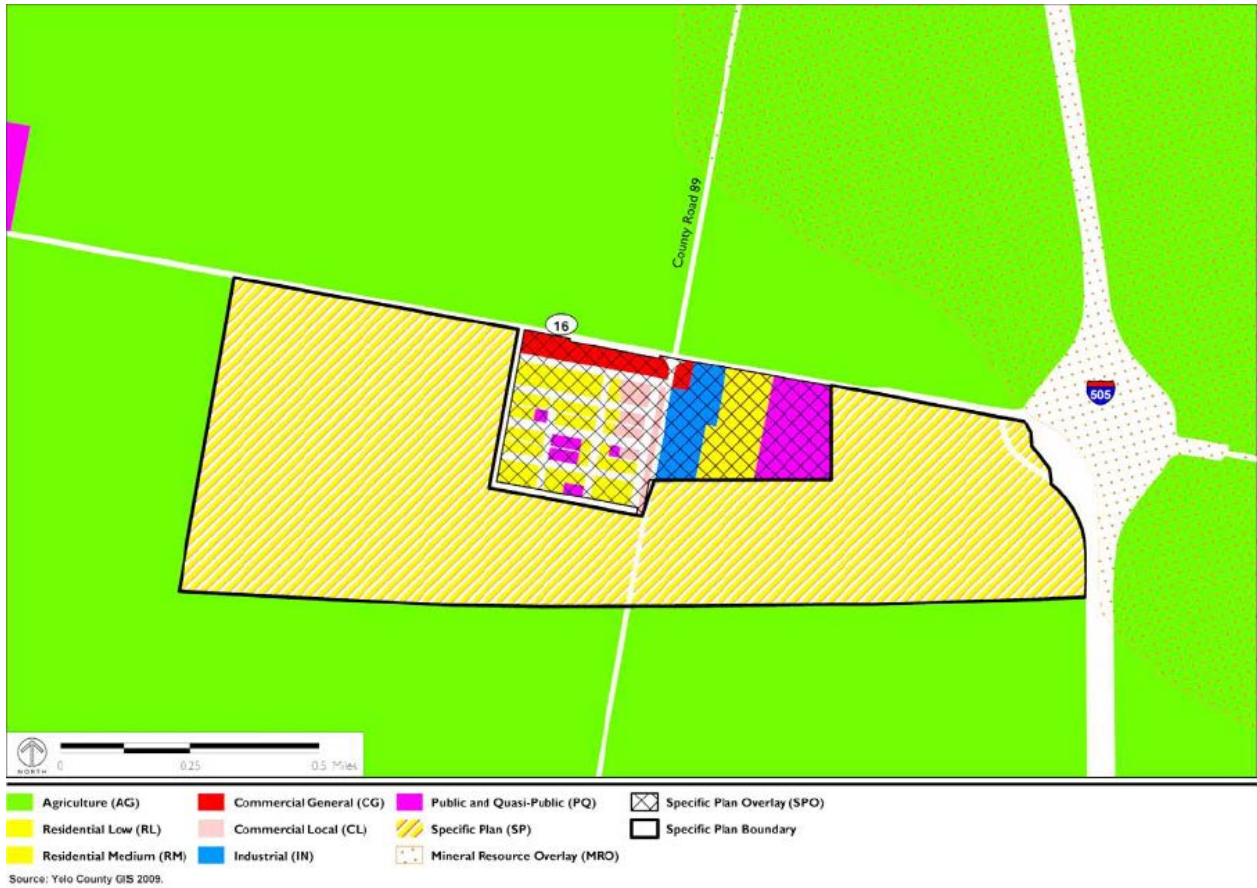 County Road 89
16
505
NORTH
0 0.25 0.5 Miles
Agriculture (AG) Commercial General (CG) Public and Quasi-Public (PQ) Specific Plan Overlay (SPO)
Residential Low (RL) Commercial Local (CL) Specific Plan (SP) Specific Plan Boundary
Residential Medium (RM) Industrial (IN) Mineral Resource Overlay (MRO)
Source: Yolo County GIS 2009.